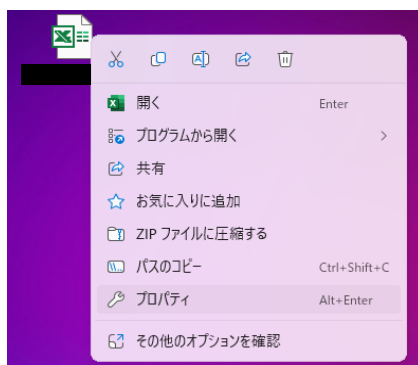 開く Enter
プログラムから開く
共有
お気に入りに追加
ZIP ファイルに圧縮する
パスのコピー Ctrl+Shift+C
プロパティ Alt+Enter
その他のオプションを確認